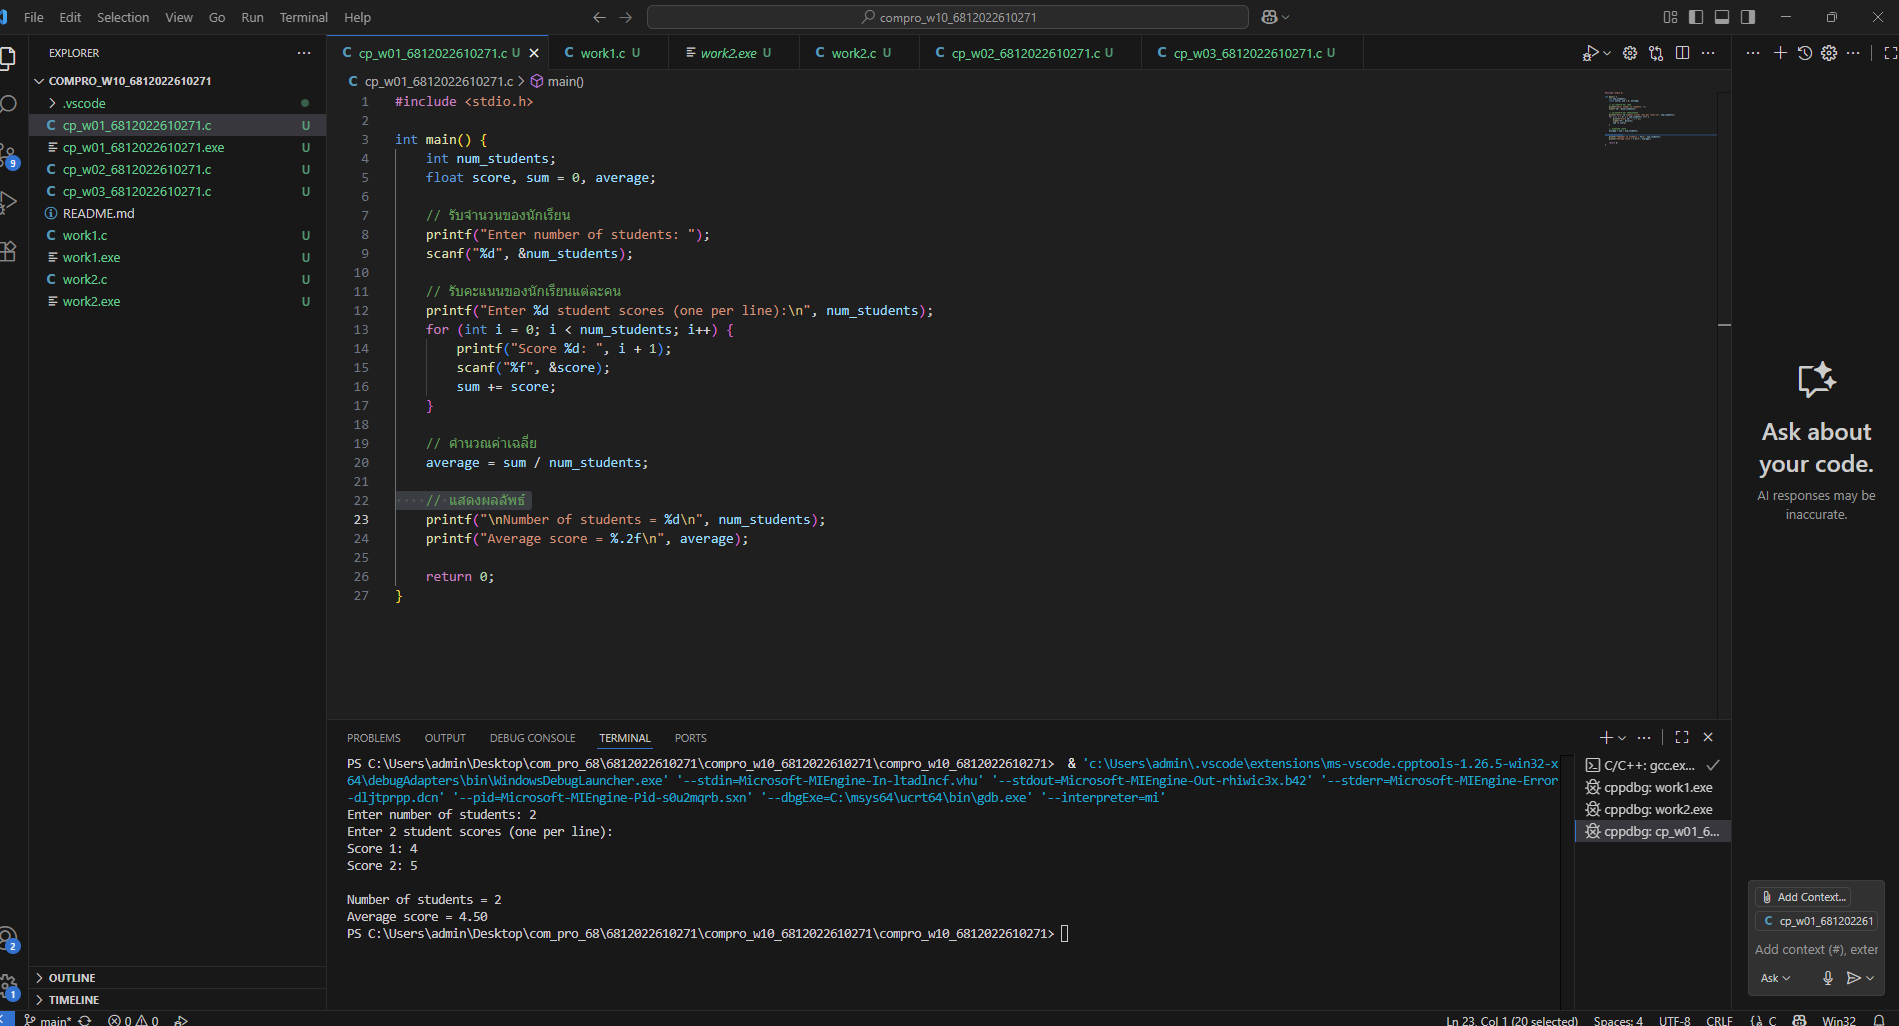 File Edit Selection View Go Run Terminal Help
compro_w10_6812022610271
EXPLORER
COMPRO_W10_6812022610271
.vscode
cp_w01_6812022610271.c U
cp_w01_6812022610271.exe U
cp_w02_6812022610271.c U
cp_w03_6812022610271.c U
README.md
work1.c U
work1.exe U
work2.c U
work2.exe U
OUTLINE
TIMELINE
9
2
1
C cp_w01_6812022610271.c U
C work1.c U
work2.exe U
C work2.c U
C cp_w02_6812022610271.c U
C cp_w03_6812022610271.c U
C cp_w01_6812022610271.c > main()
1 #include <stdio.h>
2
3 int main() {
4 int num_students;
5 float score, sum = 0, average;
6
7 // รับจำนวนของนักเรียน
8 printf("Enter number of students: ");
9 scanf("%d", &num_students);
10
11 // รับคะแนนของนักเรียนแต่ละคน
12 printf("Enter %d student scores (one per line):\n", num_students);
13 for (int i = 0; i < num_students; i++) {
14 printf("Score %d: ", i + 1);
15 scanf("%f", &score);
16 sum += score;
17 }
18
19 // คำนวณค่าเฉลี่ย
20 average = sum / num_students;
21
22 // แสดงผลลัพธ์
23 printf("\nNumber of students = %d\n", num_students);
24 printf("Average score = %.2f\n", average);
25
26 return 0;
27 }
PROBLEMS OUTPUT DEBUG CONSOLE TERMINAL PORTS
PS C:\Users\admin\Desktop\com_pro_68\6812022610271\compro_w10_6812022610271\compro_w10_6812022610271> & 'c:\Users\admin\.vscode\extensions\ms-vscode.cpptools-1.26.5-win32-x
64\debugAdapters\bin\WindowsDebugLauncher.exe' '--stdin=Microsoft-MIEngine-In-ltadlncf.vhu' '--stdout=Microsoft-MIEngine-Out-rhiwic3x.b42' '--stderr=Microsoft-MIEngine-Error
-dljtprpp.dcn' '--pid=Microsoft-MIEngine-Pid-s0u2mqrb.sxn' '--dbgExe=C:\msys64\ucrt64\bin\gdb.exe' '--interpreter=mi'
Enter number of students: 2
Enter 2 student scores (one per line):
Score 1: 4
Score 2: 5
Number of students = 2
Average score = 4.50
PS C:\Users\admin\Desktop\com_pro_68\6812022610271\compro_w10_6812022610271\compro_w10_6812022610271>
C/C++: gcc.ex...
cppdbg: work1.exe
cppdbg: work2.exe
cppdbg: cp_w01_6...
Ask about
your code.
AI responses may be
inaccurate.
Add Context...
C cp_w01_681202261
Add context (#), exter
Ask
main* 0 0
Ln 23, Col 1 (20 selected) Spaces: 4 UTF-8 CRLF {} C Win32